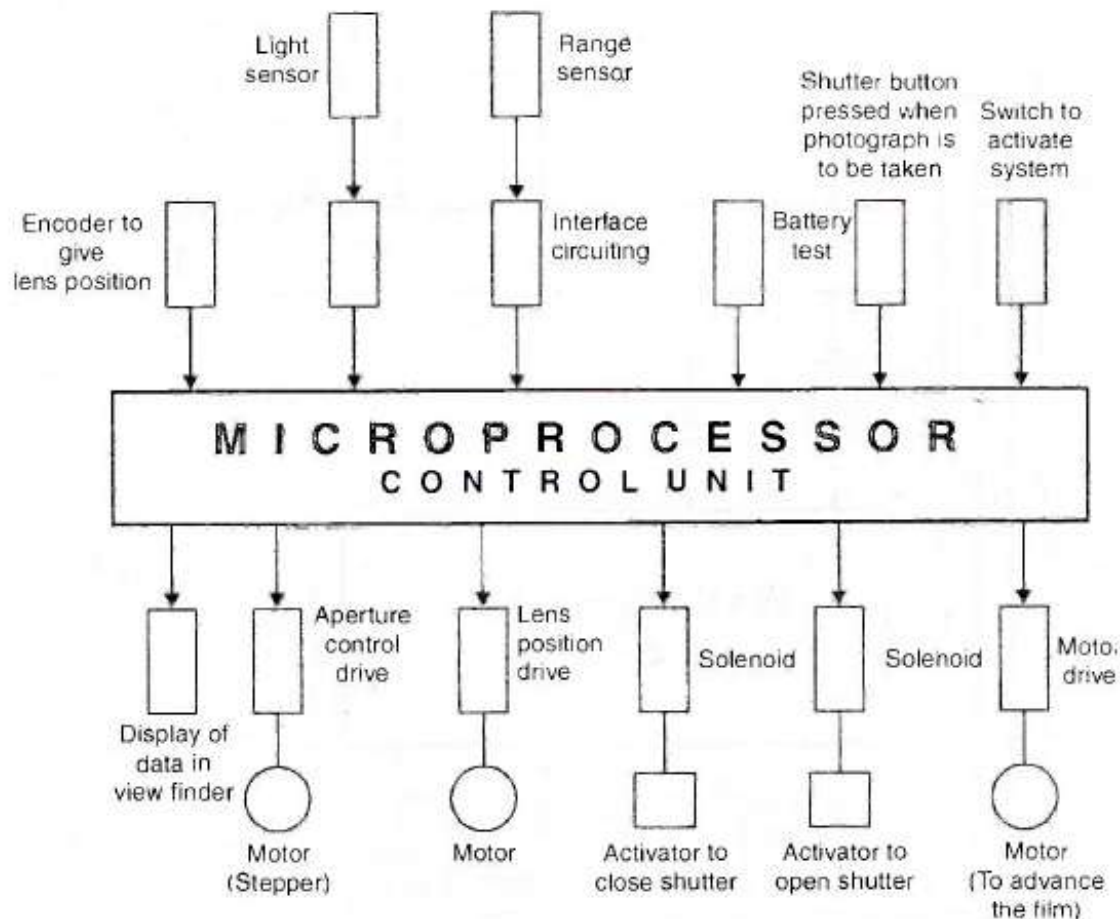 Light
sensor
Range
sensor
Shutter button
pressed when
photograph is
to be taken
Switch to
activate
system
Encoder to
give
lens position
Interface
circuiting
Battery
test
MICROPROCESSOR
CONTROL UNIT
Aperture
control
drive
Lens
position
drive
Solenoid
Solenoid
Moto.
drive
Display of
data in
view finder
Motor
(Stepper)
Motor
Activator to
close shutter
Activator to
open shutter
Motor
(To advance
the film)